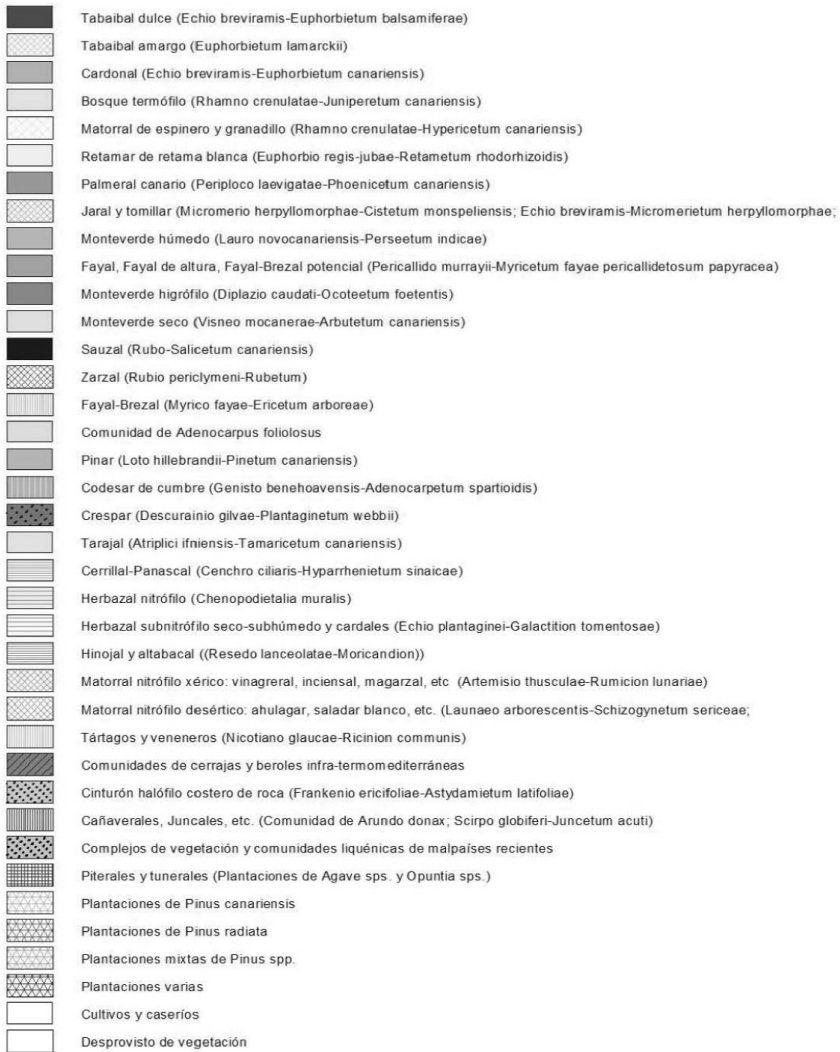 Tabaibal dulce (Echio breviramis-Euphorbietum balsamiferae)
Tabaibal amargo (Euphorbietum lamarckii)
Cardonal (Echio breviramis-Euphorbietum canariensis)
Bosque termófilo (Rhamno crenulatae-Juniperetum canariensis)
Matorral de espinero y granadillo (Rhamno crenulatae-Hypericetum canariensis)
Retamar de retama blanca (Euphorbio regis-jubae-Retametum rhodorhizoidis)
Palmeral canario (Periploco laevigatae-Phoenicetum canariensis)
Jaral y tomillar (Micromerio herpyllomorphae-Cistetum monspeliensis; Echio breviramis-Micromerietum herpyllomorphae;
Monteverde húmedo (Lauro novocanariensis-Perseetum indicae)
Fayal, Fayal de altura, Fayal-Brezal potencial (Pericallido murrayii-Myricetum fayae pericallidetosum papyracea)
Monteverde higrófilo (Diplazio caudati-Ocoteetum foetentis)
Monteverde seco (Visneo mocanerae-Arbutetum canariensis)
Sauzal (Rubo-Salicetum canariensis)
Zarzal (Rubio periclymeni-Rubetum)
Fayal-Brezal (Myrico fayae-Ericetum arboreae)
Comunidad de Adenocarpus foliolosus
Pinar (Loto hillebrandii-Pinetum canariensis)
Codesar de cumbre (Genisto benehoavensis-Adenocarpetum spartioidis)
Crespar (Descurainio gilvae-Plantaginetum webbii)
Tarajal (Atriplici ifniensis-Tamaricetum canariensis)
Cerrillal-Panascal (Cenchro ciliaris-Hyparrhenietum sinaicae)
Herbazal nitrófilo (Chenopodietalia muralis)
Herbazal subnitrófilo seco-subhúmedo y cardales (Echio plantaginei-Galactition tomentosae)
Hinojal y altabacal ((Resedo lanceolatae-Moricandion))
Matorral nitrófilo xérico: vinagreral, inciensal, magarzal, etc (Artemisio thusculae-Rumicion lunariae)
Matorral nitrófilo desértico: ahulagar, saladar blanco, etc. (Launaeo arborescentis-Schizogynetum sericeae;
Tártagos y veneneros (Nicotiano glaucae-Ricinion communis)
Comunidades de cerrajas y beroles infra-termomediterráneas
Cinturón halófilo costero de roca (Frankenio ericifoliae-Astydamietum latifoliae)
Cañaverales, Juncales, etc. (Comunidad de Arundo donax; Scirpo globiferi-Juncetum acuti)
Complejos de vegetación y comunidades liquénicas de malpaíses recientes
Piterales y tunerales (Plantaciones de Agave sps. y Opuntia sps.)
Plantaciones de Pinus canariensis
Plantaciones de Pinus radiata
Plantaciones mixtas de Pinus spp.
Plantaciones varias
Cultivos y caseríos
Desprovisto de vegetación